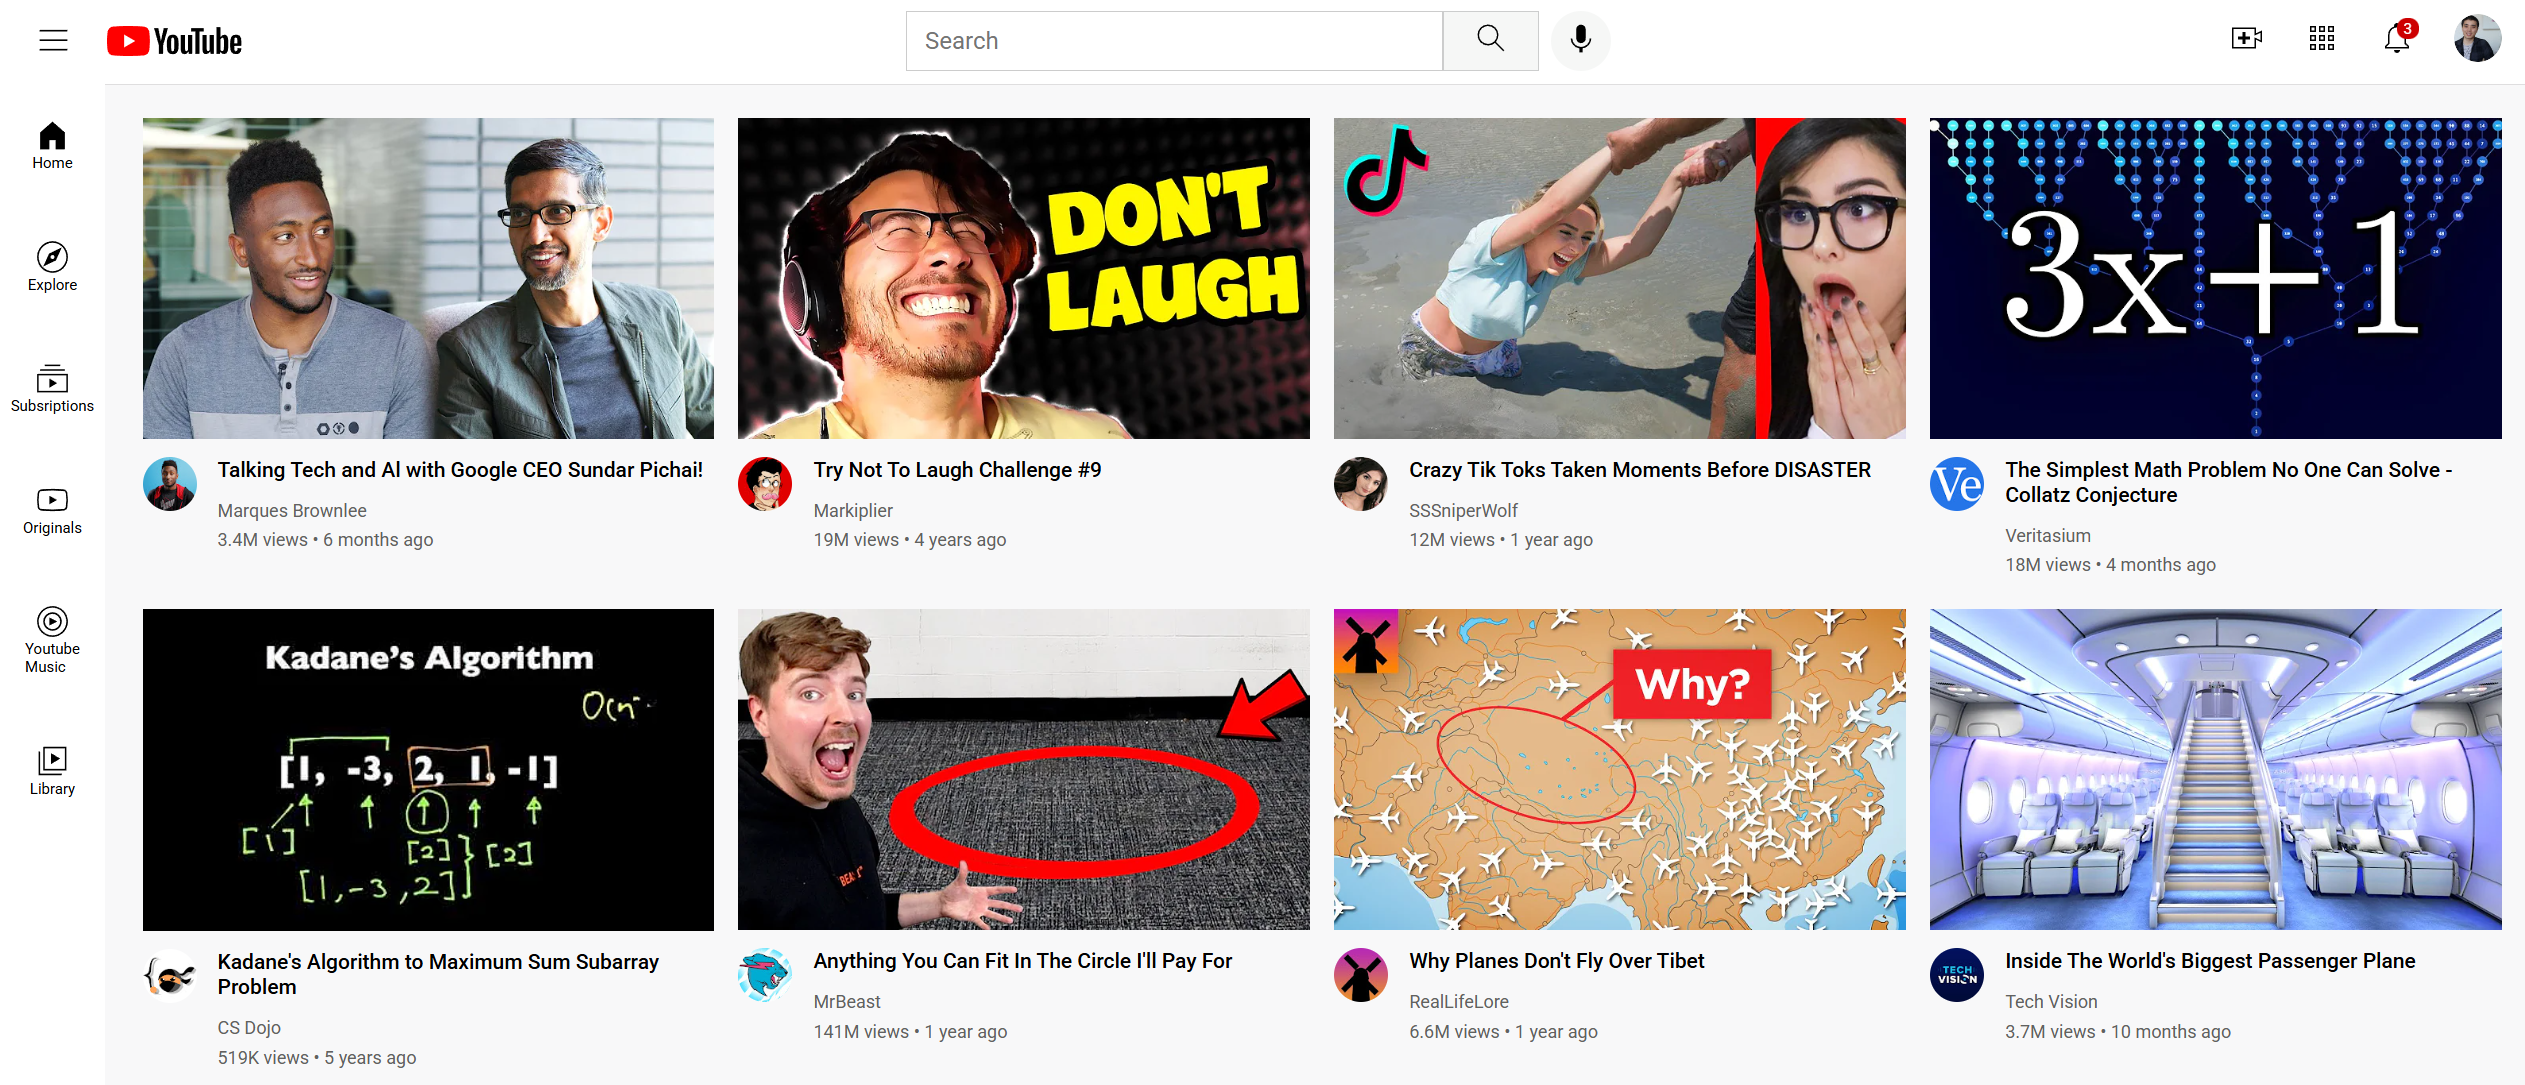 YouTube
Search
3
Home
Explore
Subsriptions
Originals
Youtube
Music
Library
DON'T
LAUGH
3x+1
Talking Tech and AI with Google CEO Sundar Pichai!
Marques Brownlee
3.4M views • 6 months ago
Try Not To Laugh Challenge #9
Markiplier
19M views • 4 years ago
Crazy Tik Toks Taken Moments Before DISASTER
SSSniperWolf
12M views • 1 year ago
Ve
The Simplest Math Problem No One Can Solve -
Collatz Conjecture
Veritasium
18M views • 4 months ago
Kadane's Algorithm
[1, -3, 2, 1, -1]
[1]
[2] } [2]
[1,-3,2]
Why?
Kadane's Algorithm to Maximum Sum Subarray
Problem
CS Dojo
519K views • 5 years ago
Anything You Can Fit In The Circle I'll Pay For
MrBeast
141M views • 1 year ago
Why Planes Don't Fly Over Tibet
RealLifeLore
6.6M views • 1 year ago
TECH
VISION
Inside The World's Biggest Passenger Plane
Tech Vision
3.7M views • 10 months ago